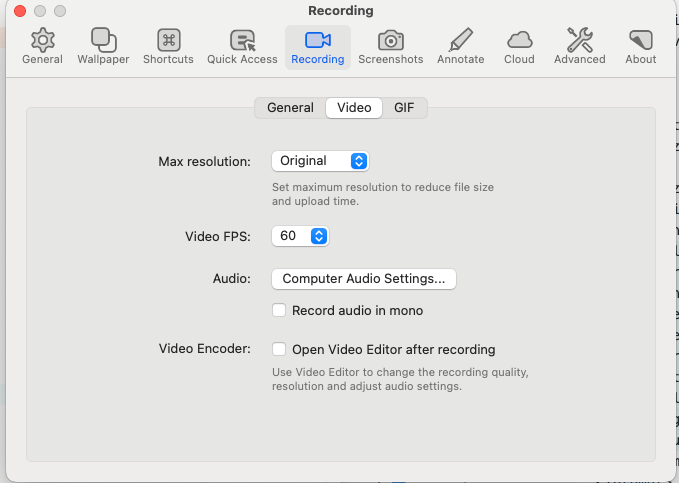 Recording
General Wallpaper Shortcuts Quick Access Recording Screenshots Annotate Cloud Advanced About
General Video GIF
Max resolution: Original
Set maximum resolution to reduce file size
and upload time.
Video FPS: 60
Audio: Computer Audio Settings...
Record audio in mono
Video Encoder: Open Video Editor after recording
Use Video Editor to change the recording quality,
resolution and adjust audio settings.